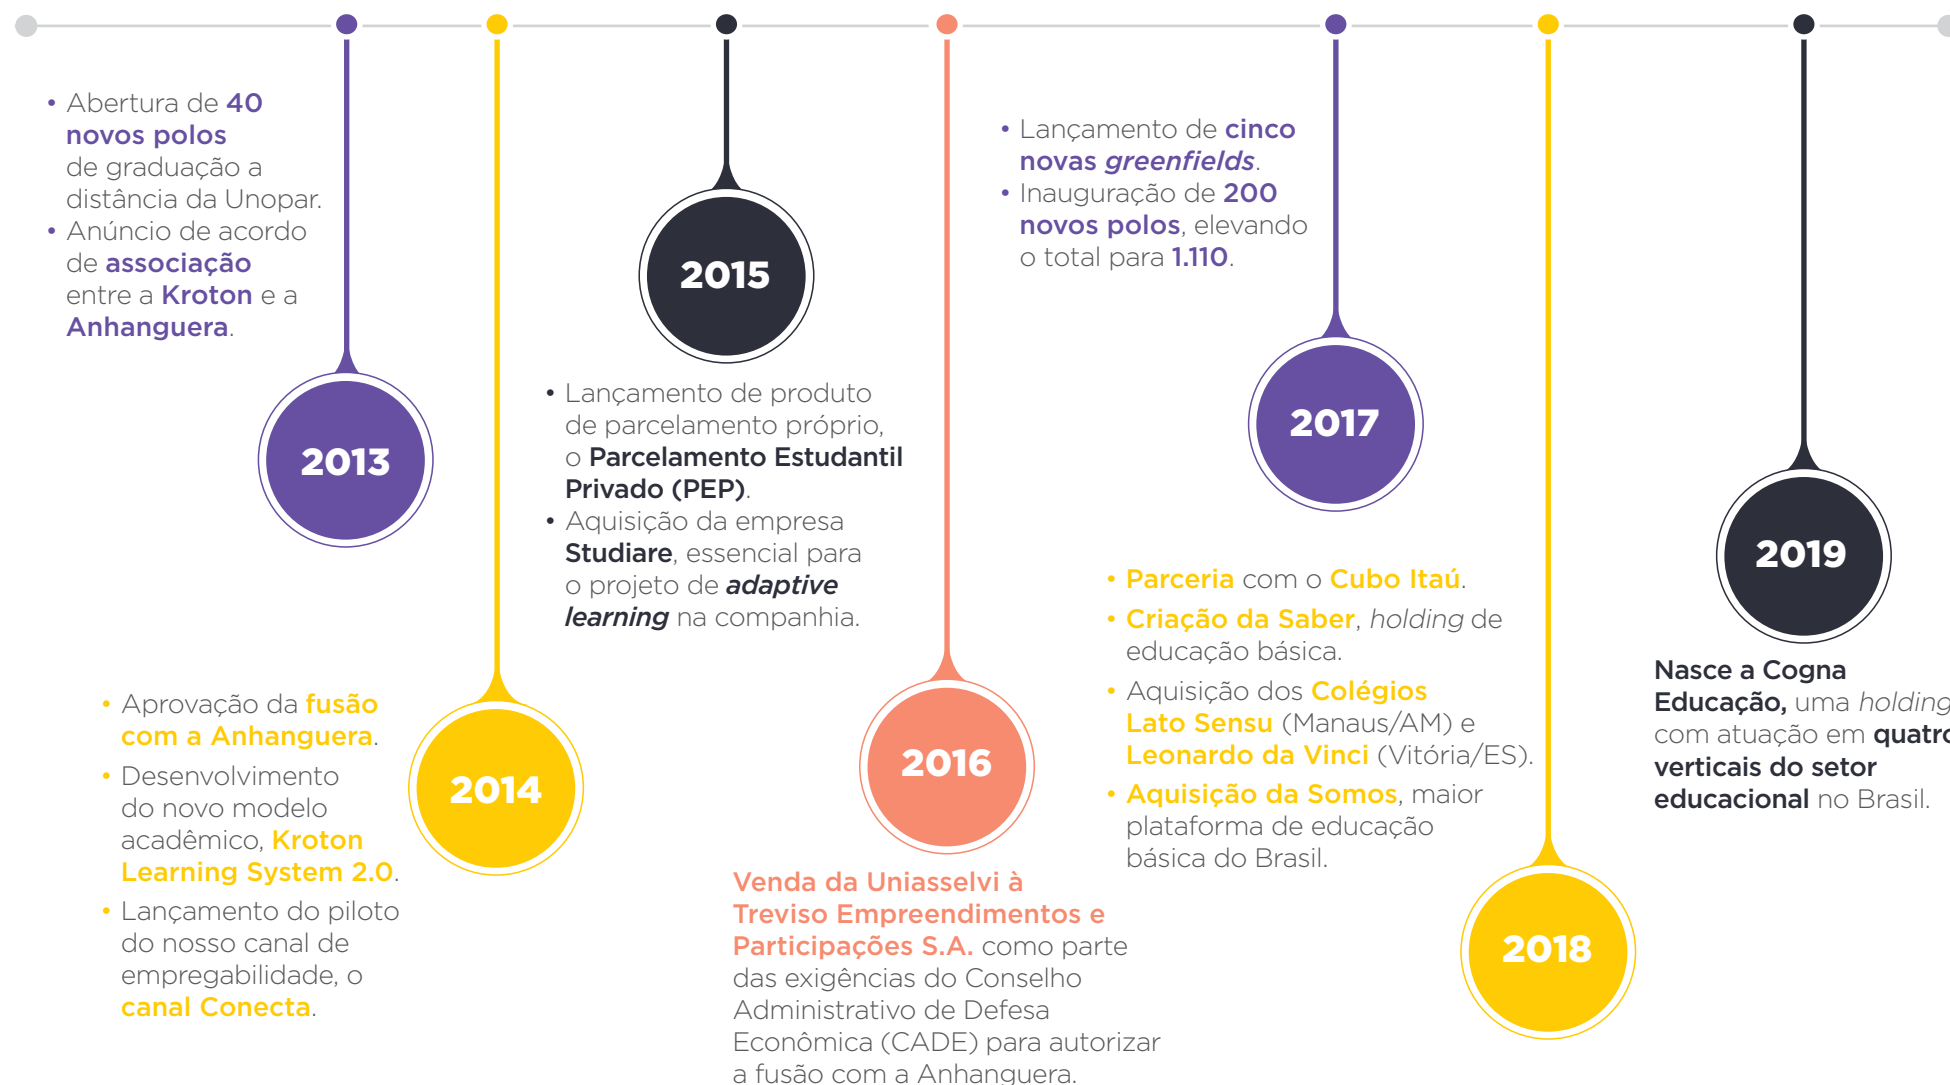 • Abertura de 40
novos polos
de graduação a
distância da Unopar.
• Anúncio de acordo
de associação
entre a Kroton e a
Anhanguera.
2013
• Aprovação da fusão
com a Anhanguera.
• Desenvolvimento
do novo modelo
acadêmico, Kroton
Learning System 2.0.
• Lançamento do piloto
do nosso canal de
empregabilidade, o
canal Conecta.
2014
2015
• Lançamento de produto
de parcelamento próprio,
o Parcelamento Estudantil
Privado (PEP).
• Aquisição da empresa
Studiare, essencial para
o projeto de adaptive
learning na companhia.
2016
Venda da Uniasselvi à
Treviso Empreendimentos e
Participações S.A. como parte
das exigências do Conselho
Administrativo de Defesa
Econômica (CADE) para autorizar
a fusão com a Anhanguera.
• Lançamento de cinco
novas greenfields.
• Inauguração de 200
novos polos, elevando
o total para 1.110.
2017
• Parceria com o Cubo Itaú.
• Criação da Saber, holding de
educação básica.
• Aquisição dos Colégios
Lato Sensu (Manaus/AM) e
Leonardo da Vinci (Vitória/ES).
• Aquisição da Somos, maior
plataforma de educação
básica do Brasil.
2018
2019
Nasce a Cogna
Educação, uma holding
com atuação em quatro
verticais do setor
educacional no Brasil.